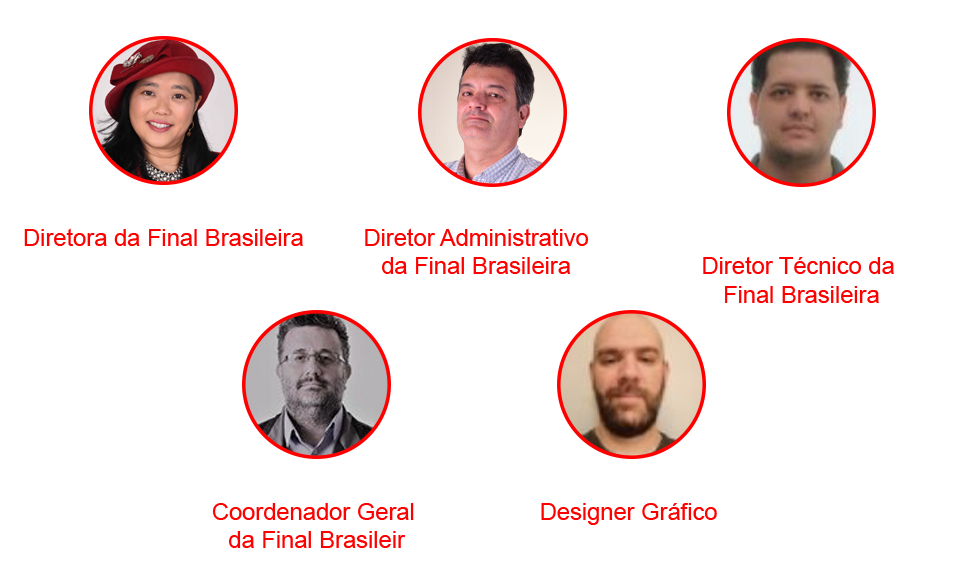 Diretora da Final Brasileira
Diretor Administrativo
da Final Brasileira
Diretor Técnico da
Final Brasileira
Coordenador Geral
da Final Brasileir
Designer Gráfico